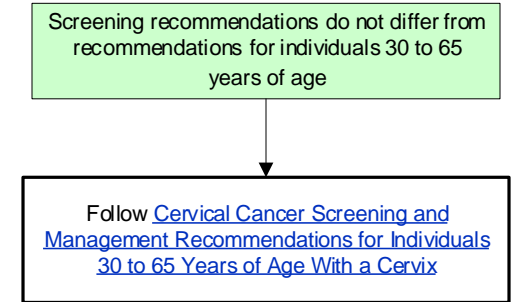 Screening recommendations do not differ from
recommendations for individuals 30 to 65
years of age
Follow Cervical Cancer Screening and
Management Recommendations for Individuals
30 to 65 Years of Age With a Cervix